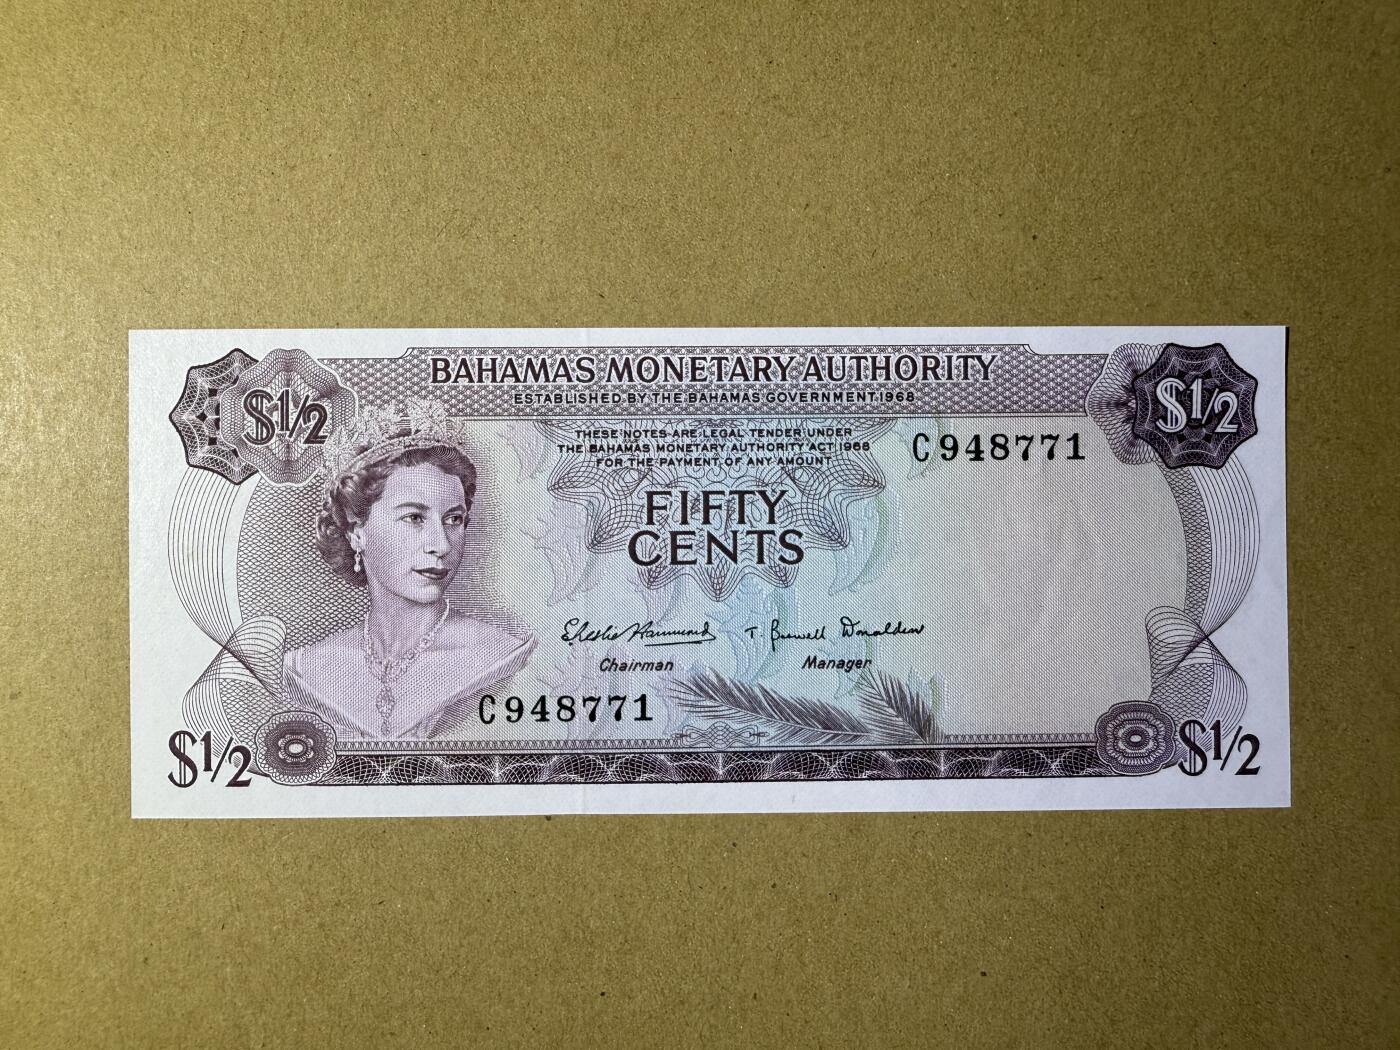 BAHAMAS MONETARY AUTHORITY
ESTABLISHED BY THE BAHAMAS GOVERNMENT 1968
$1/2
$1/2
THESE NOTES ARE LEGAL TENDER UNDER
THE BAHAMAS MONETARY AUTHORITY ACT 1968
FOR THE PAYMENT OF ANY AMOUNT
C948771
FIFTY
CENTS
Chairman
Manager
C948771
$1/2
$1/2